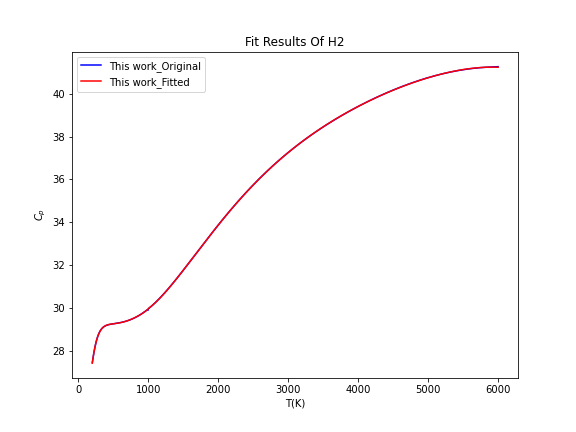 Fit Results Of H2
This work_Original
This work_Fitted
40
38
36
34
32
30
28
C_p
0 1000 2000 3000 4000 5000 6000
T(K)